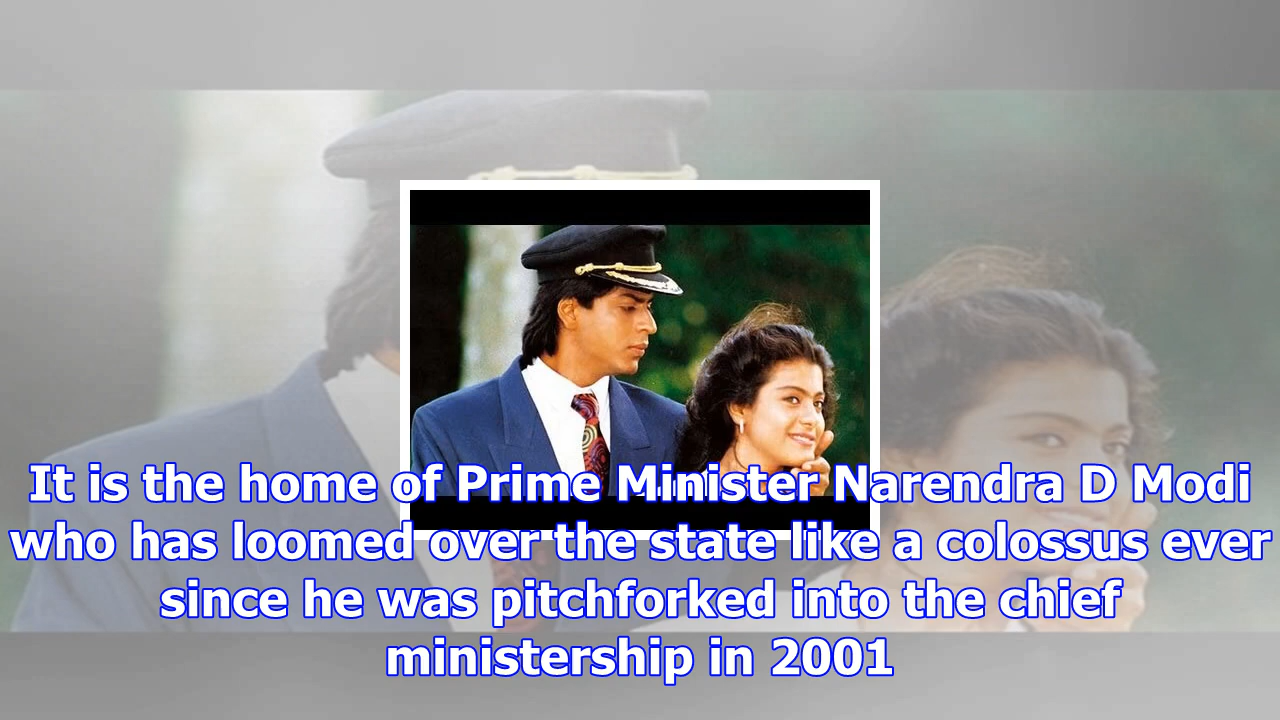 It is the home of Prime Minister Narendra D Modi
who has loomed over the state like a colossus ever
since he was pitchforked into the chief
ministership in 2001